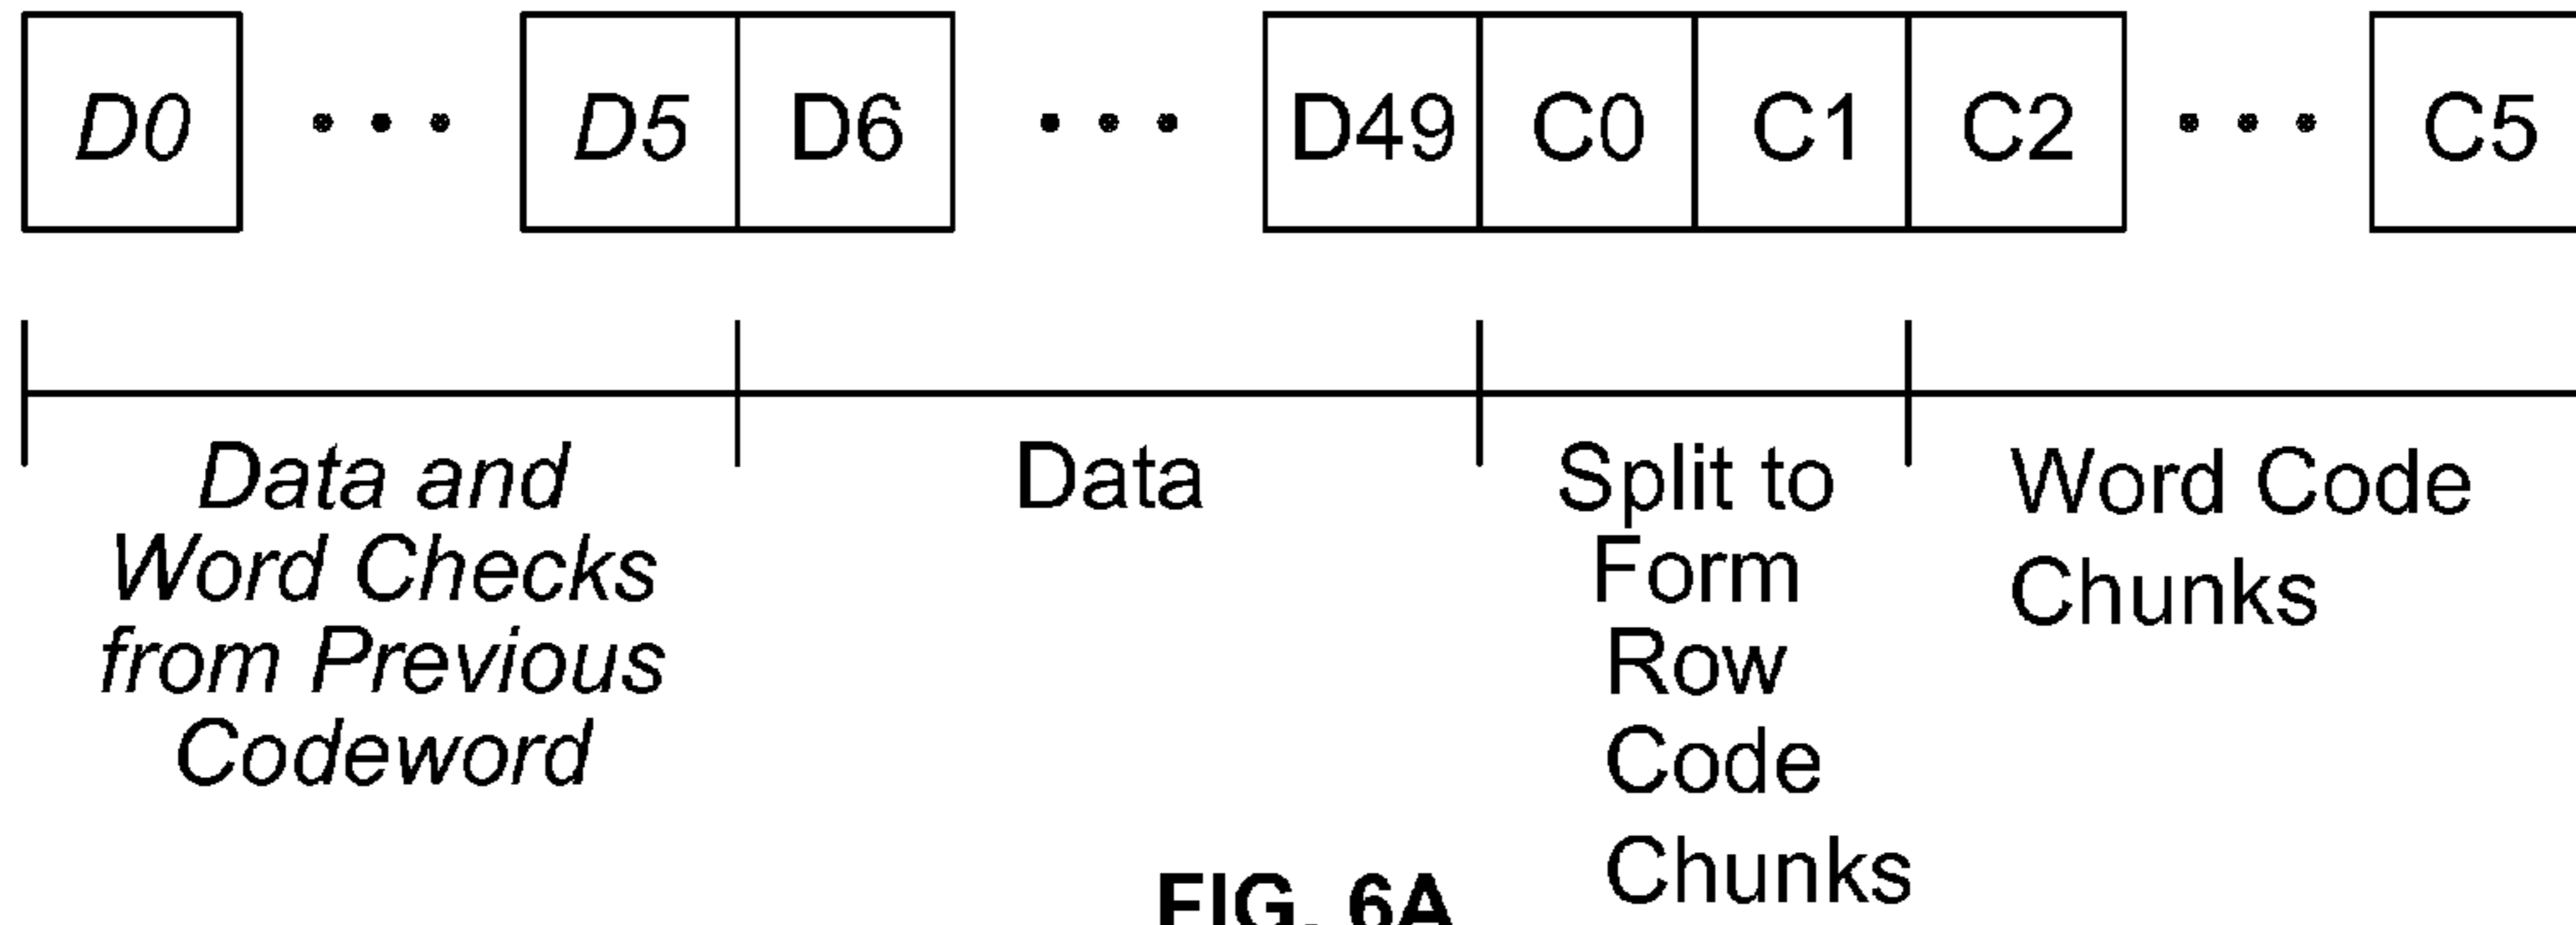 D0 • • • D5 D6 • • • D49 C0 C1 C2 • • • C5
Data and
Word Checks
from Previous
Codeword
Data
Split to
Form
Row
Code
Chunks
Word Code
Chunks
FIG. 6A